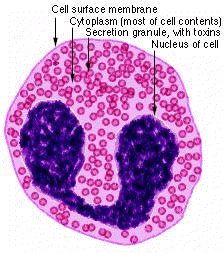 Cell surface membrane
Cytoplasm (most of cell contents)
Secretion granule, with toxins
Nucleus of cell